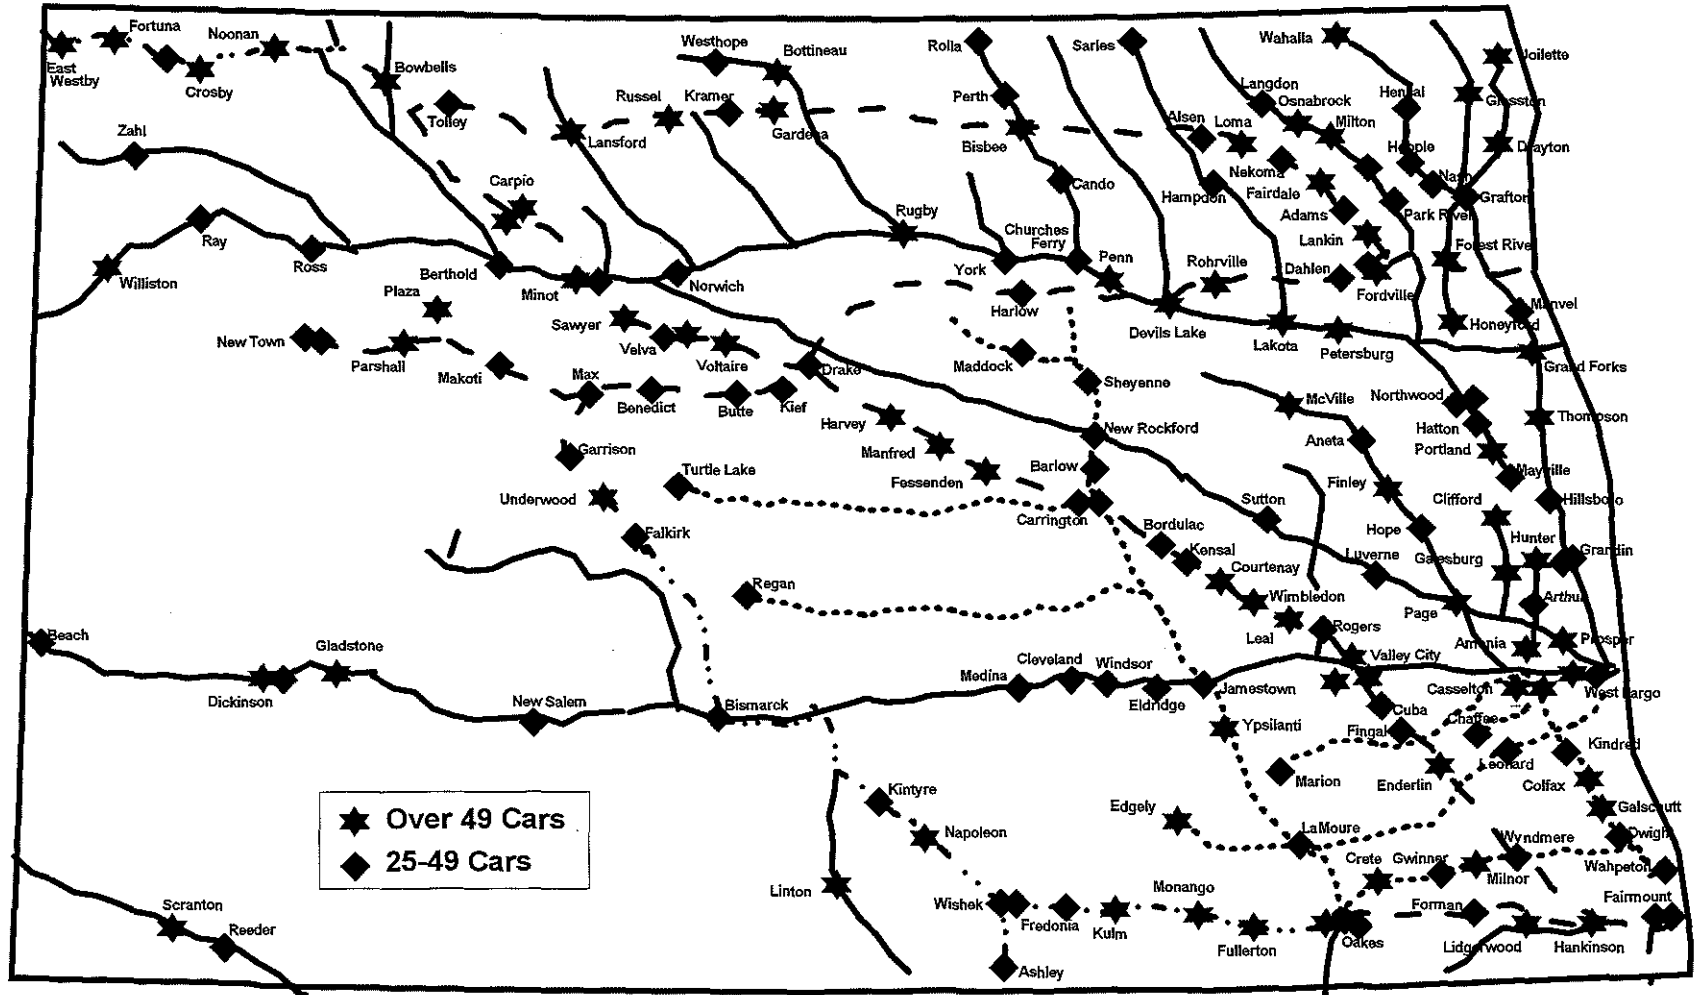 Fortuna
Noonan
East
Westby
Crosby
Bowbells
Tolley
Westhope
Bottineau
Russel
Kramer
Gardena
Lansford
Rolla
Sarles
Wahalla
Joilette
Perth
Langdon
Osnabrock
Hensal
Glasston
Alsen
Loma
Milton
Bisbee
Hoople
Drayton
Zahl
Carpio
Cando
Nekoma
Fairdale
Nash
Hampdon
Grafton
Adams
Park River
Rugby
Churches
Ferry
Lankin
Forest River
Ray
Ross
Berthold
York
Penn
Rohrville
Dahlen
Williston
Plaza
Minot
Norwich
Harlow
Fordville
Manvel
Sawyer
Devils Lake
Honeyford
New Town
Velva
Voltaire
Lakota
Petersburg
Parshall
Makoti
Max
Drake
Maddock
Grand Forks
Sheyenne
Benedict
Butte
Kief
McVille
Northwood
Harvey
New Rockford
Thompson
Hatton
Aneta
Garrison
Manfred
Portland
Turtle Lake
Barlow
Mayville
Underwood
Fessenden
Finley
Clifford
Hillsboro
Carrington
Sutton
Falkirk
Bordulac
Hope
Hunter
Kensal
Luverne
Galesburg
Grandin
Regan
Courtenay
Wimbledon
Page
Arthur
Beach
Gladstone
Leal
Rogers
Amenia
Prosper
Cleveland
Windsor
Valley City
Medina
Dickinson
New Salem
Bismarck
Eldridge
Jamestown
Casselton
West Fargo
Cuba
Chaffee
Ypsilanti
Fingal
Kindred
Leonard
Marion
Enderlin
Colfax
Kintyre
Edgely
Galschutt
Over 49 Cars
Napoleon
LaMoure
Wyndmere
Dwight
25-49 Cars
Crete
Gwinner
Wahpeton
Linton
Monango
Milnor
Scranton
Wishek
Forman
Fairmount
Reeder
Fredonia
Kulm
Fullerton
Oakes
Lidgerwood
Hankinson
Ashley